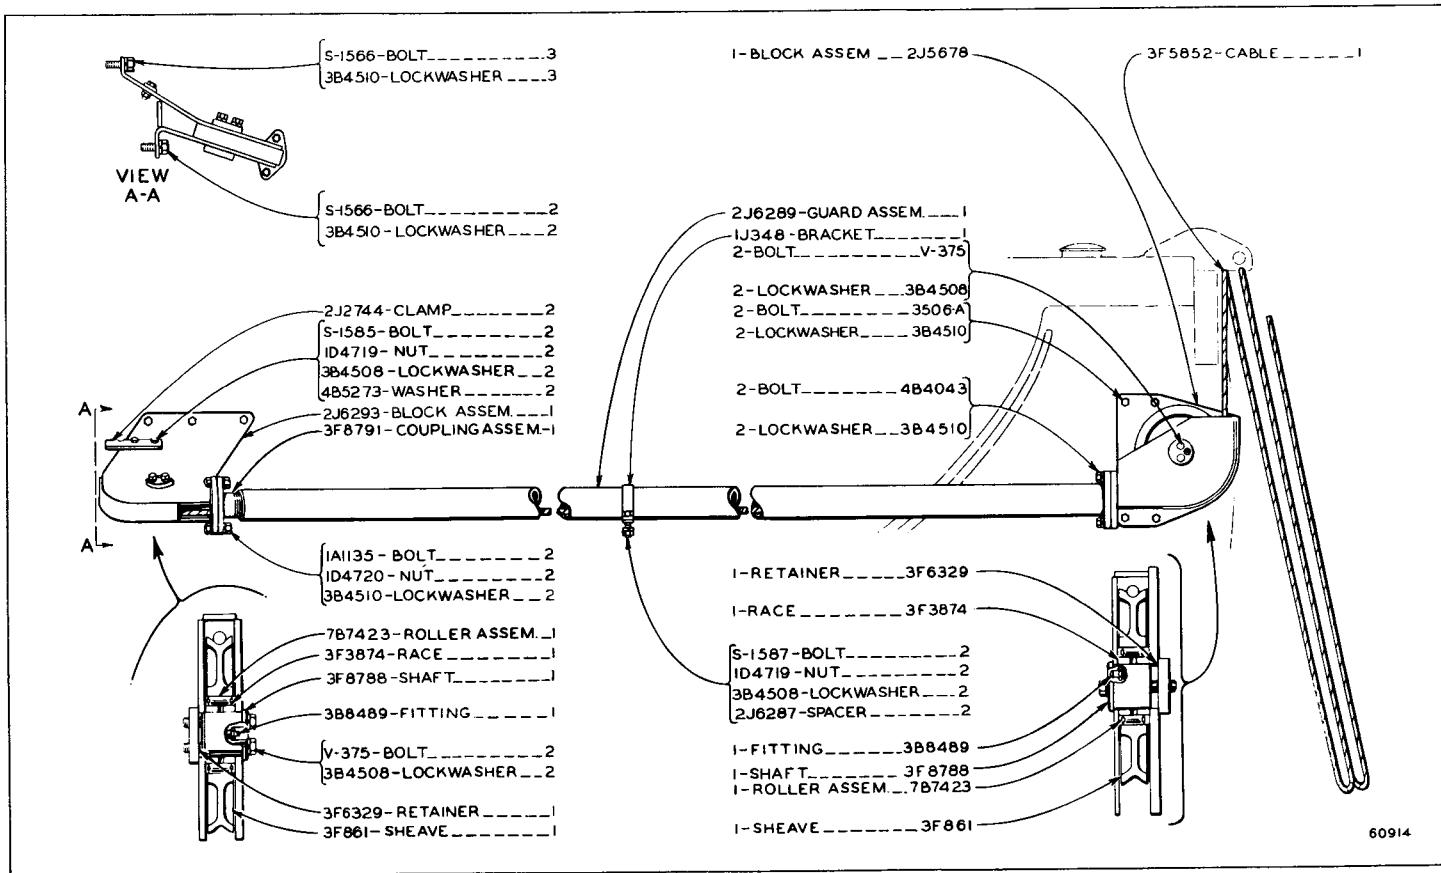 S-1566-BOLT 3
3B4510-LOCKWASHER 3
VIEW
A-A
S-1566-BOLT 2
3B4510-LOCKWASHER 2
2J2744-CLAMP 2
S-1585-BOLT 2
1D4719-NUT 2
3B4508-LOCKWASHER 2
4B5273-WASHER 2
2J6293-BLOCK ASSEM. 1
3F8791-COUPLING ASSEM.-1
A
A
1A1135-BOLT 2
1D4720-NUT 2
3B4510-LOCKWASHER 2
7B7423-ROLLER ASSEM. 1
3F3874-RACE 1
3F8788-SHAFT 1
3B8489-FITTING 1
V-375-BOLT 2
3B4508-LOCKWASHER 2
3F6329-RETAINER 1
3F861-SHEAVE 1
1-BLOCK ASSEM 2J5678
3F5852-CABLE 1
2J6289-GUARD ASSEM. 1
1J348-BRACKET 1
2-BOLT V-375
2-LOCKWASHER 3B4508
2-BOLT 3506-A
2-LOCKWASHER 3B4510
2-BOLT 4B4043
2-LOCKWASHER 3B4510
1-RETAINER 3F6329
1-RACE 3F3874
S-1587-BOLT 2
1D4719-NUT 2
3B4508-LOCKWASHER 2
2J6287-SPACER 2
1-FITTING 3B8489
1-SHAFT 3F8788
1-ROLLER ASSEM. 7B7423
1-SHEAVE 3F861
60914